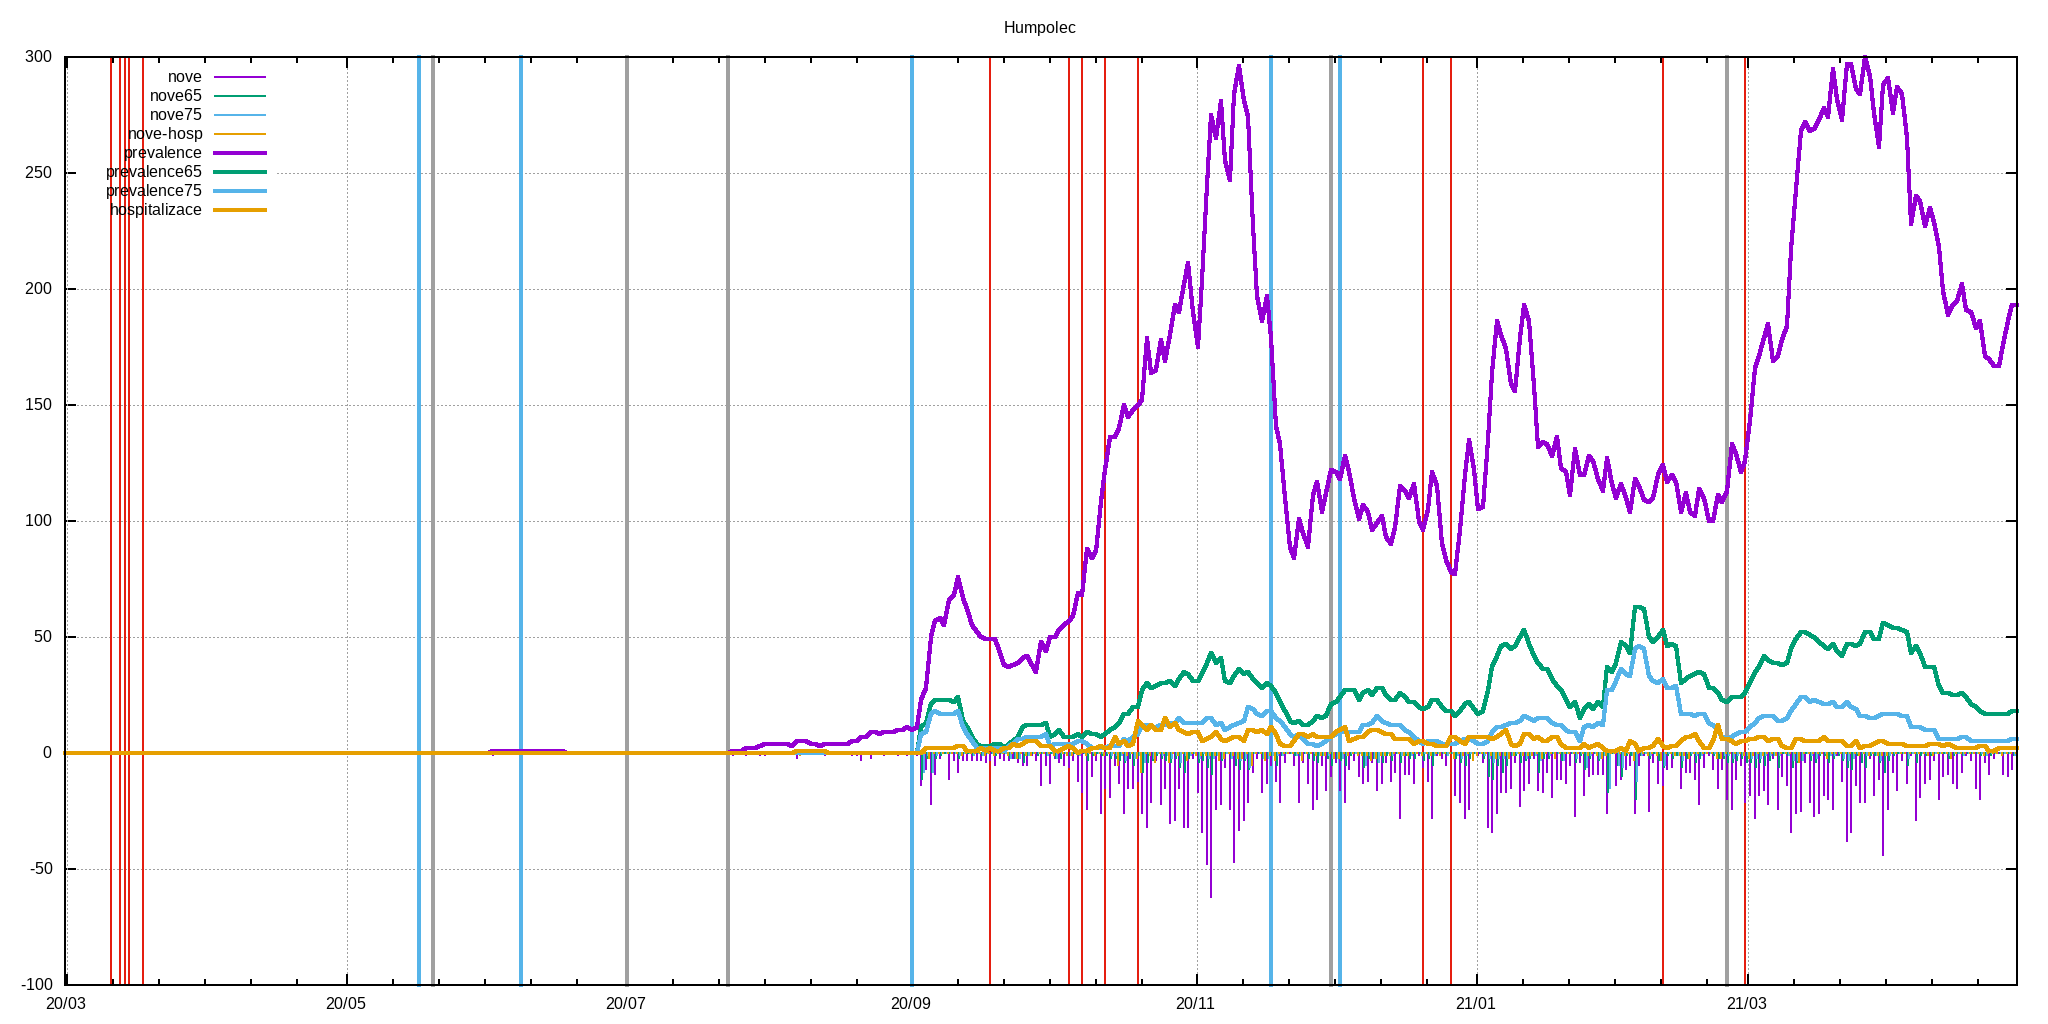 Humpolec
300
250
200
150
100
50
0
-50
-100
nove
nove65
nove75
nove-hosp
prevalence
prevalence65
prevalence75
hospitalizace
20/03 20/05 20/07 20/09 20/11 21/01 21/03